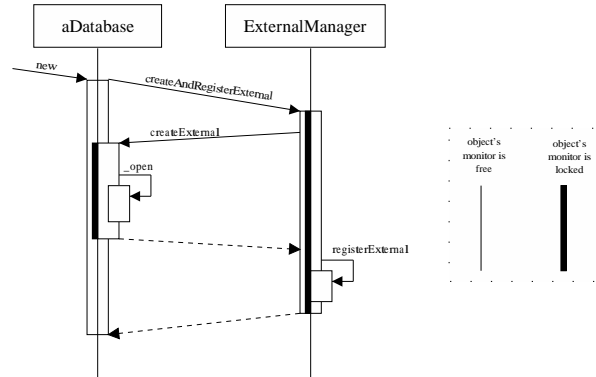 aDatabase
ExternalManager
new
createAndRegisterExternal
createExternal
_open
registerExternal
object's
monitor is
free
object's
monitor is
locked